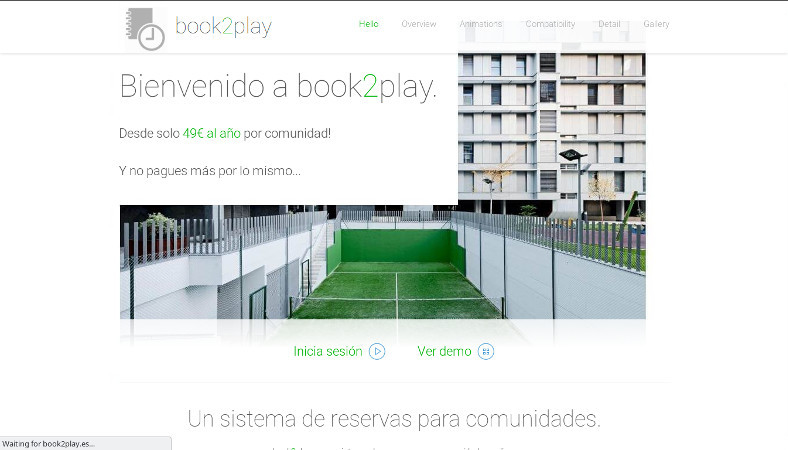 book2play
Hello Overview Animations Compatibility Detail Gallery
Bienvenido a book2play.
Desde solo 49€ al año por comunidad!
Y no pagues más por lo mismo...
Inicia sesión Ver demo
Un sistema de reservas para comunidades.
Waiting for book2play.es...